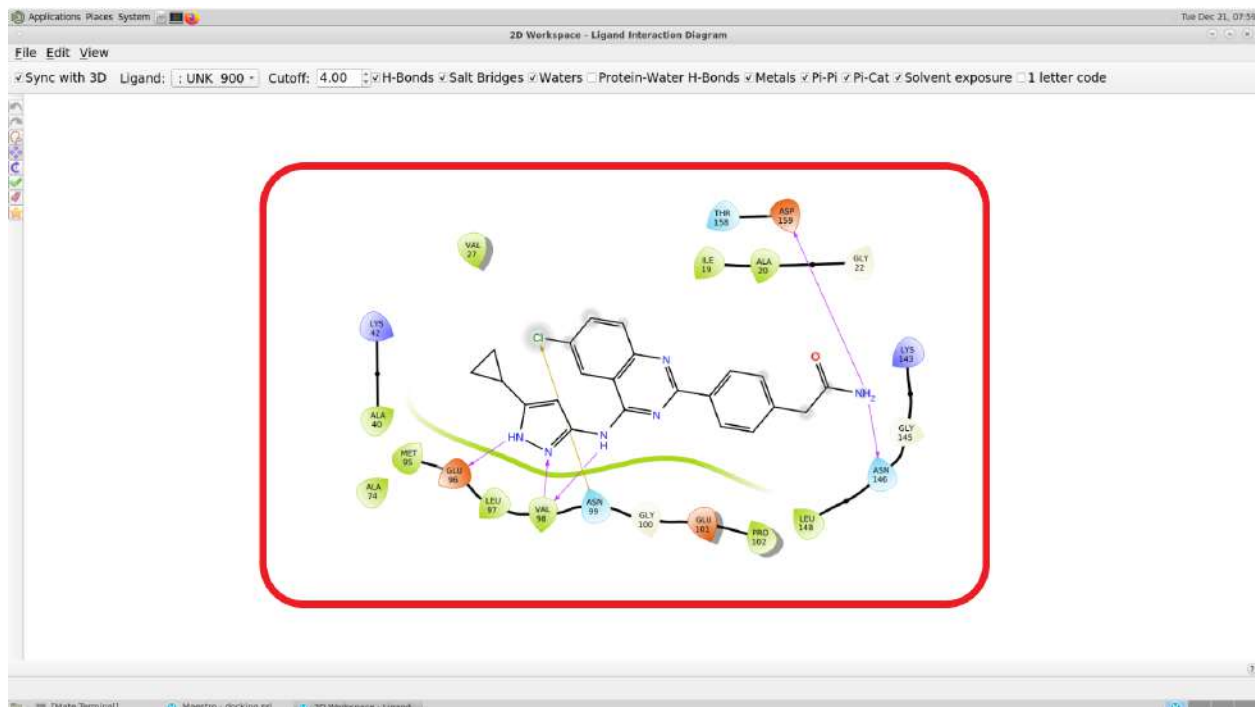 Applications Places System
Tue Dec 21, 07:5
2D Workspace - Ligand Interaction Diagram
File Edit View
Sync with 3D Ligand: : UNK 900 Cutoff: 4.00 H-Bonds Salt Bridges Waters Protein-Water H-Bonds Metals Pi-Pi Pi-Cat Solvent exposure 1 letter code
THR 158
ASP 159
VAL 27
ILE 19
ALA 20
GLY 22
LYS 42
Cl
N
O
LYS 143
NH2
N
ALA 40
HN
N
N H
GLY 145
MET 95
GLU 96
ASN 146
ALA 74
LEU 97
VAL 98
ASN 99
GLY 100
GLU 101
PRO 102
LEU 148
[Mate Terminal]
Maestro - docking.prj
2D Workspace - Ligand